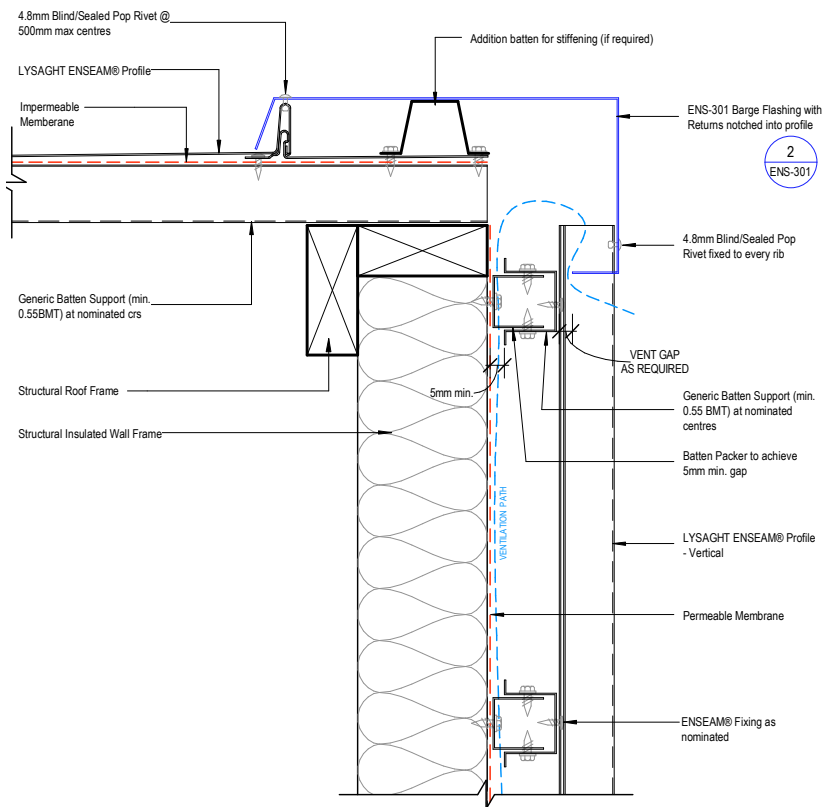 4.8mm Blind/Sealed Pop Rivet @
500mm max centres
Addition batten for stiffening (if required)
LYSAGHT ENSEAM® Profile
Impermeable
Memberane
ENS-301 Barge Flashing with
Returns notched into profile
2
ENS-301
4.8mm Blind/Sealed Pop
Rivet fixed to every rib
Generic Batten Support (min.
0.55BMT) at nominated crs
VENT GAP
AS REQUIRED
5mm min.
Structural Roof Frame
Generic Batten Support (min.
0.55 BMT) at nominated
centres
Structural Insulated Wall Frame
Batten Packer to achieve
5mm min. gap
VENTILATION PATH
LYSAGHT ENSEAM® Profile
- Vertical
Permeable Membrane
ENSEAM® Fixing as
nominated